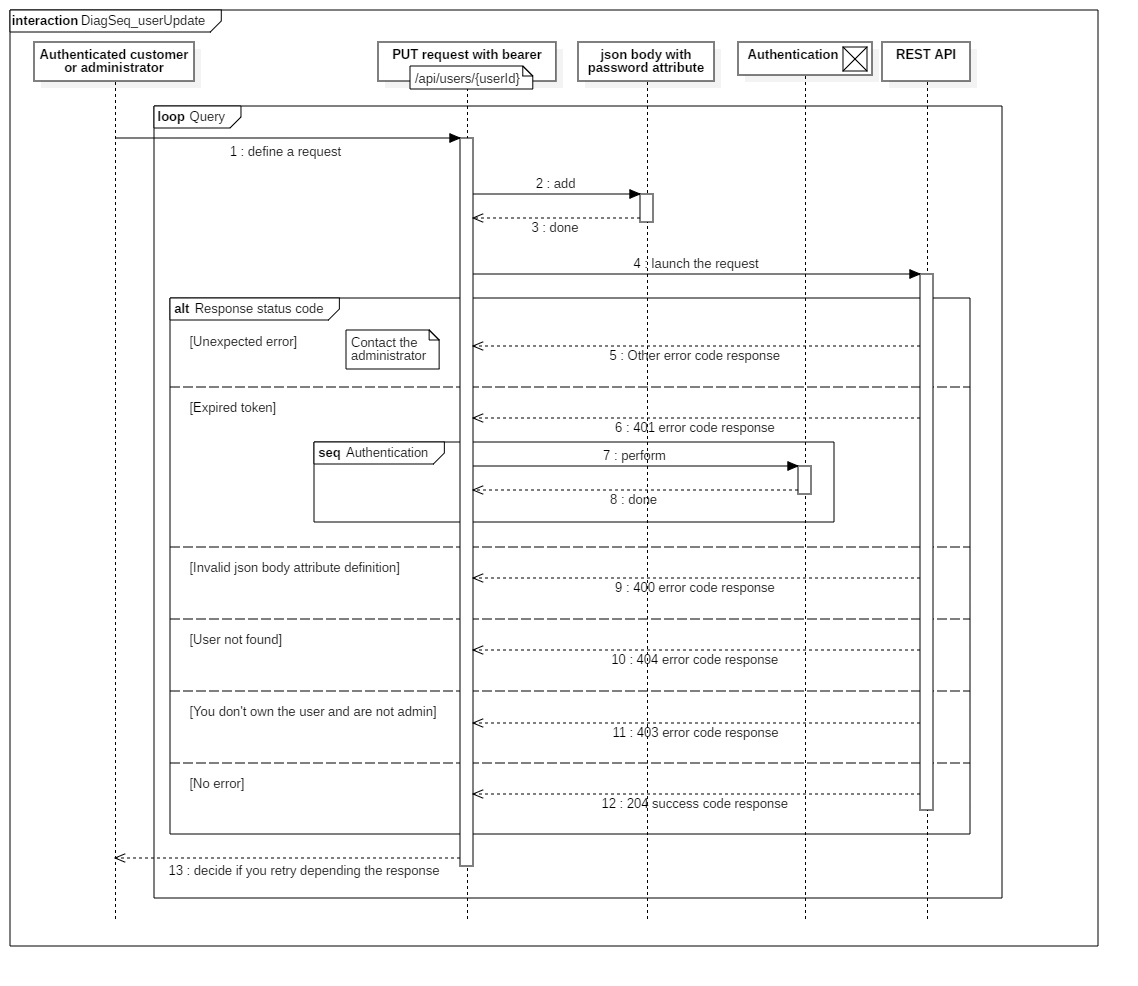 interaction DiagSeq_userUpdate
Authenticated customer
or administrator
PUT request with bearer
/api/users/{userId}
json body with
password attribute
Authentication
REST API
loop Query
1 : define a request
2 : add
3 : done
4 : launch the request
alt Response status code
[Unexpected error]
Contact the
administrator
5 : Other error code response
[Expired token]
6 : 401 error code response
seq Authentication
7 : perform
8 : done
[Invalid json body attribute definition]
9 : 400 error code response
[User not found]
10 : 404 error code response
[You don't own the user and are not admin]
11 : 403 error code response
[No error]
12 : 204 success code response
13 : decide if you retry depending the response